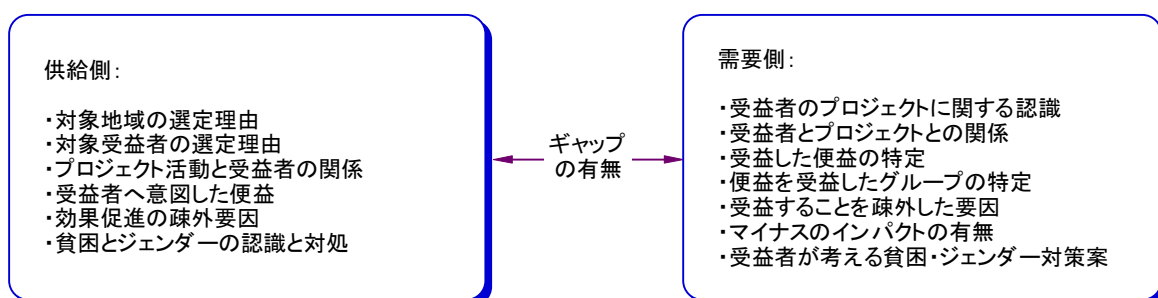 供給側：
・対象地域の選定理由
・対象受益者の選定理由
・プロジェクト活動と受益者の関係
・受益者へ意図した便益
・効果促進の疎外要因
・貧困とジェンダーの認識と対処
ギャップ
の有無
需要側：
・受益者のプロジェクトに関する認識
・受益者とプロジェクトとの関係
・受益した便益の特定
・便益を受益したグループの特定
・受益することを疎外した要因
・マイナスのインパクトの有無
・受益者が考える貧困・ジェンダー対策案